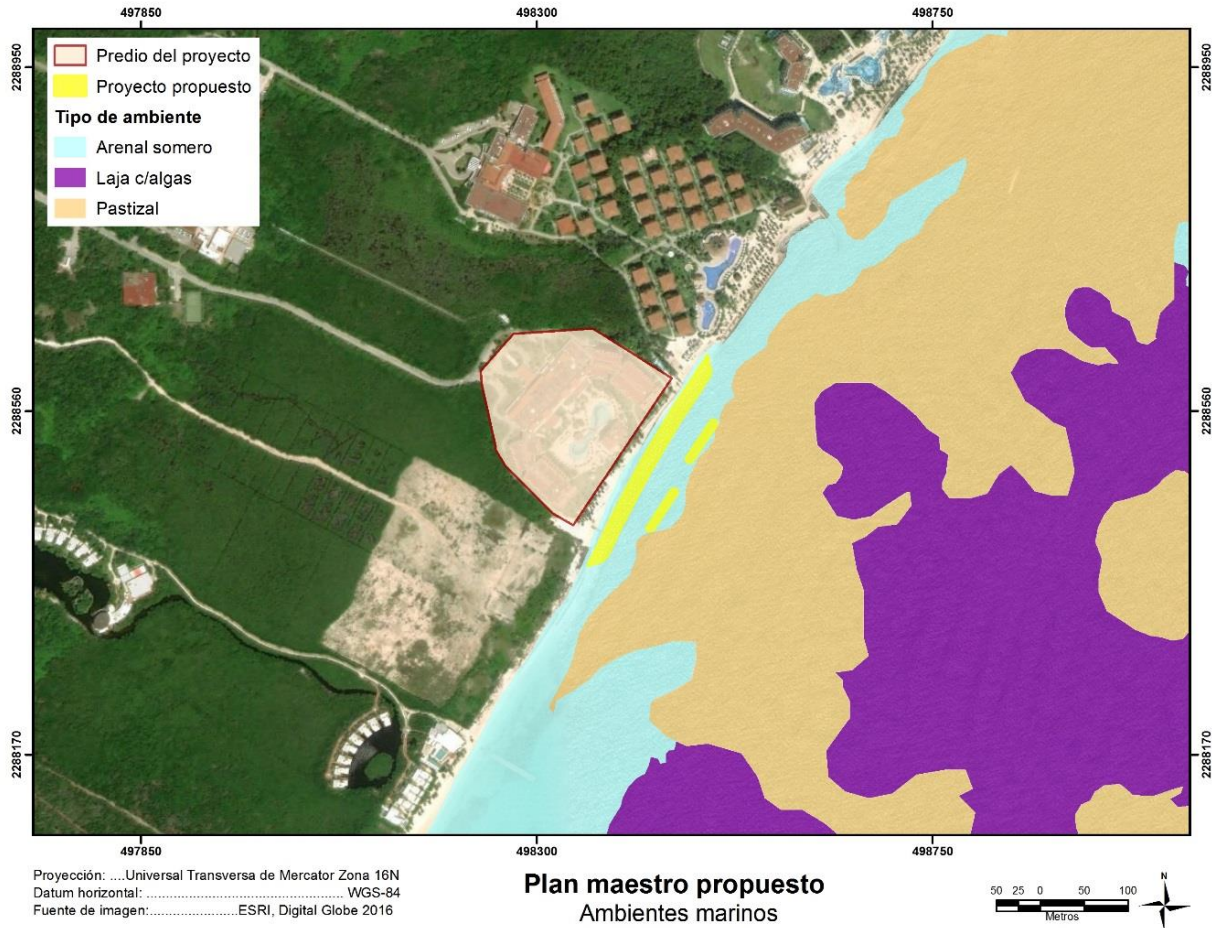 497850
498300
498750
2288950
2288950
Predio del proyecto
Proyecto propuesto
Tipo de ambiente
Arenal somero
Laja c/algas
Pastizal
2288560
2288560
2288170
2288170
497850
498300
498750
Proyección: ....Universal Transversa de Mercator Zona 16N
Datum horizontal: .......................................... WGS-84
Fuente de imagen:......................ESRI, Digital Globe 2016
Plan maestro propuesto
Ambientes marinos
50 25 0 50 100
Metros
N